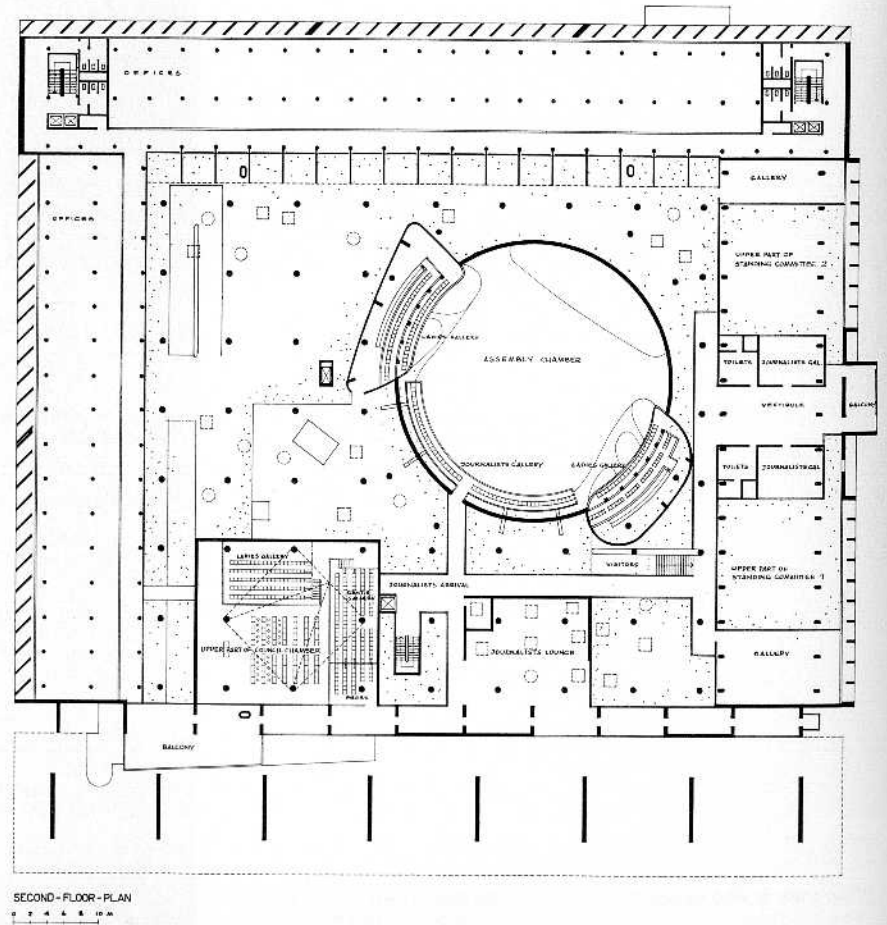 OFFICES
OFFICES
GALLERY
UPPER PART OF
STANDING COMMITTEE 2
LADIES GALLERY
ASSEMBLY CHAMBER
TOILETS
JOURNALISTS GAL.
VESTIBULE
BALCONY
JOURNALISTS GALLERY
LADIES GALLERY
TOILETS
JOURNALISTS GAL.
LADIES GALLERY
VISITORS
UPPER PART OF
STANDING COMMITTEE 1
JOURNALISTS ARRIVAL
GALLERY
UPPER PART OF COUNCIL CHAMBER
JOURNALISTS LOUNGE
GALLERY
BALCONY
SECOND-FLOOR-PLAN
0 2 4 6 8 10 M